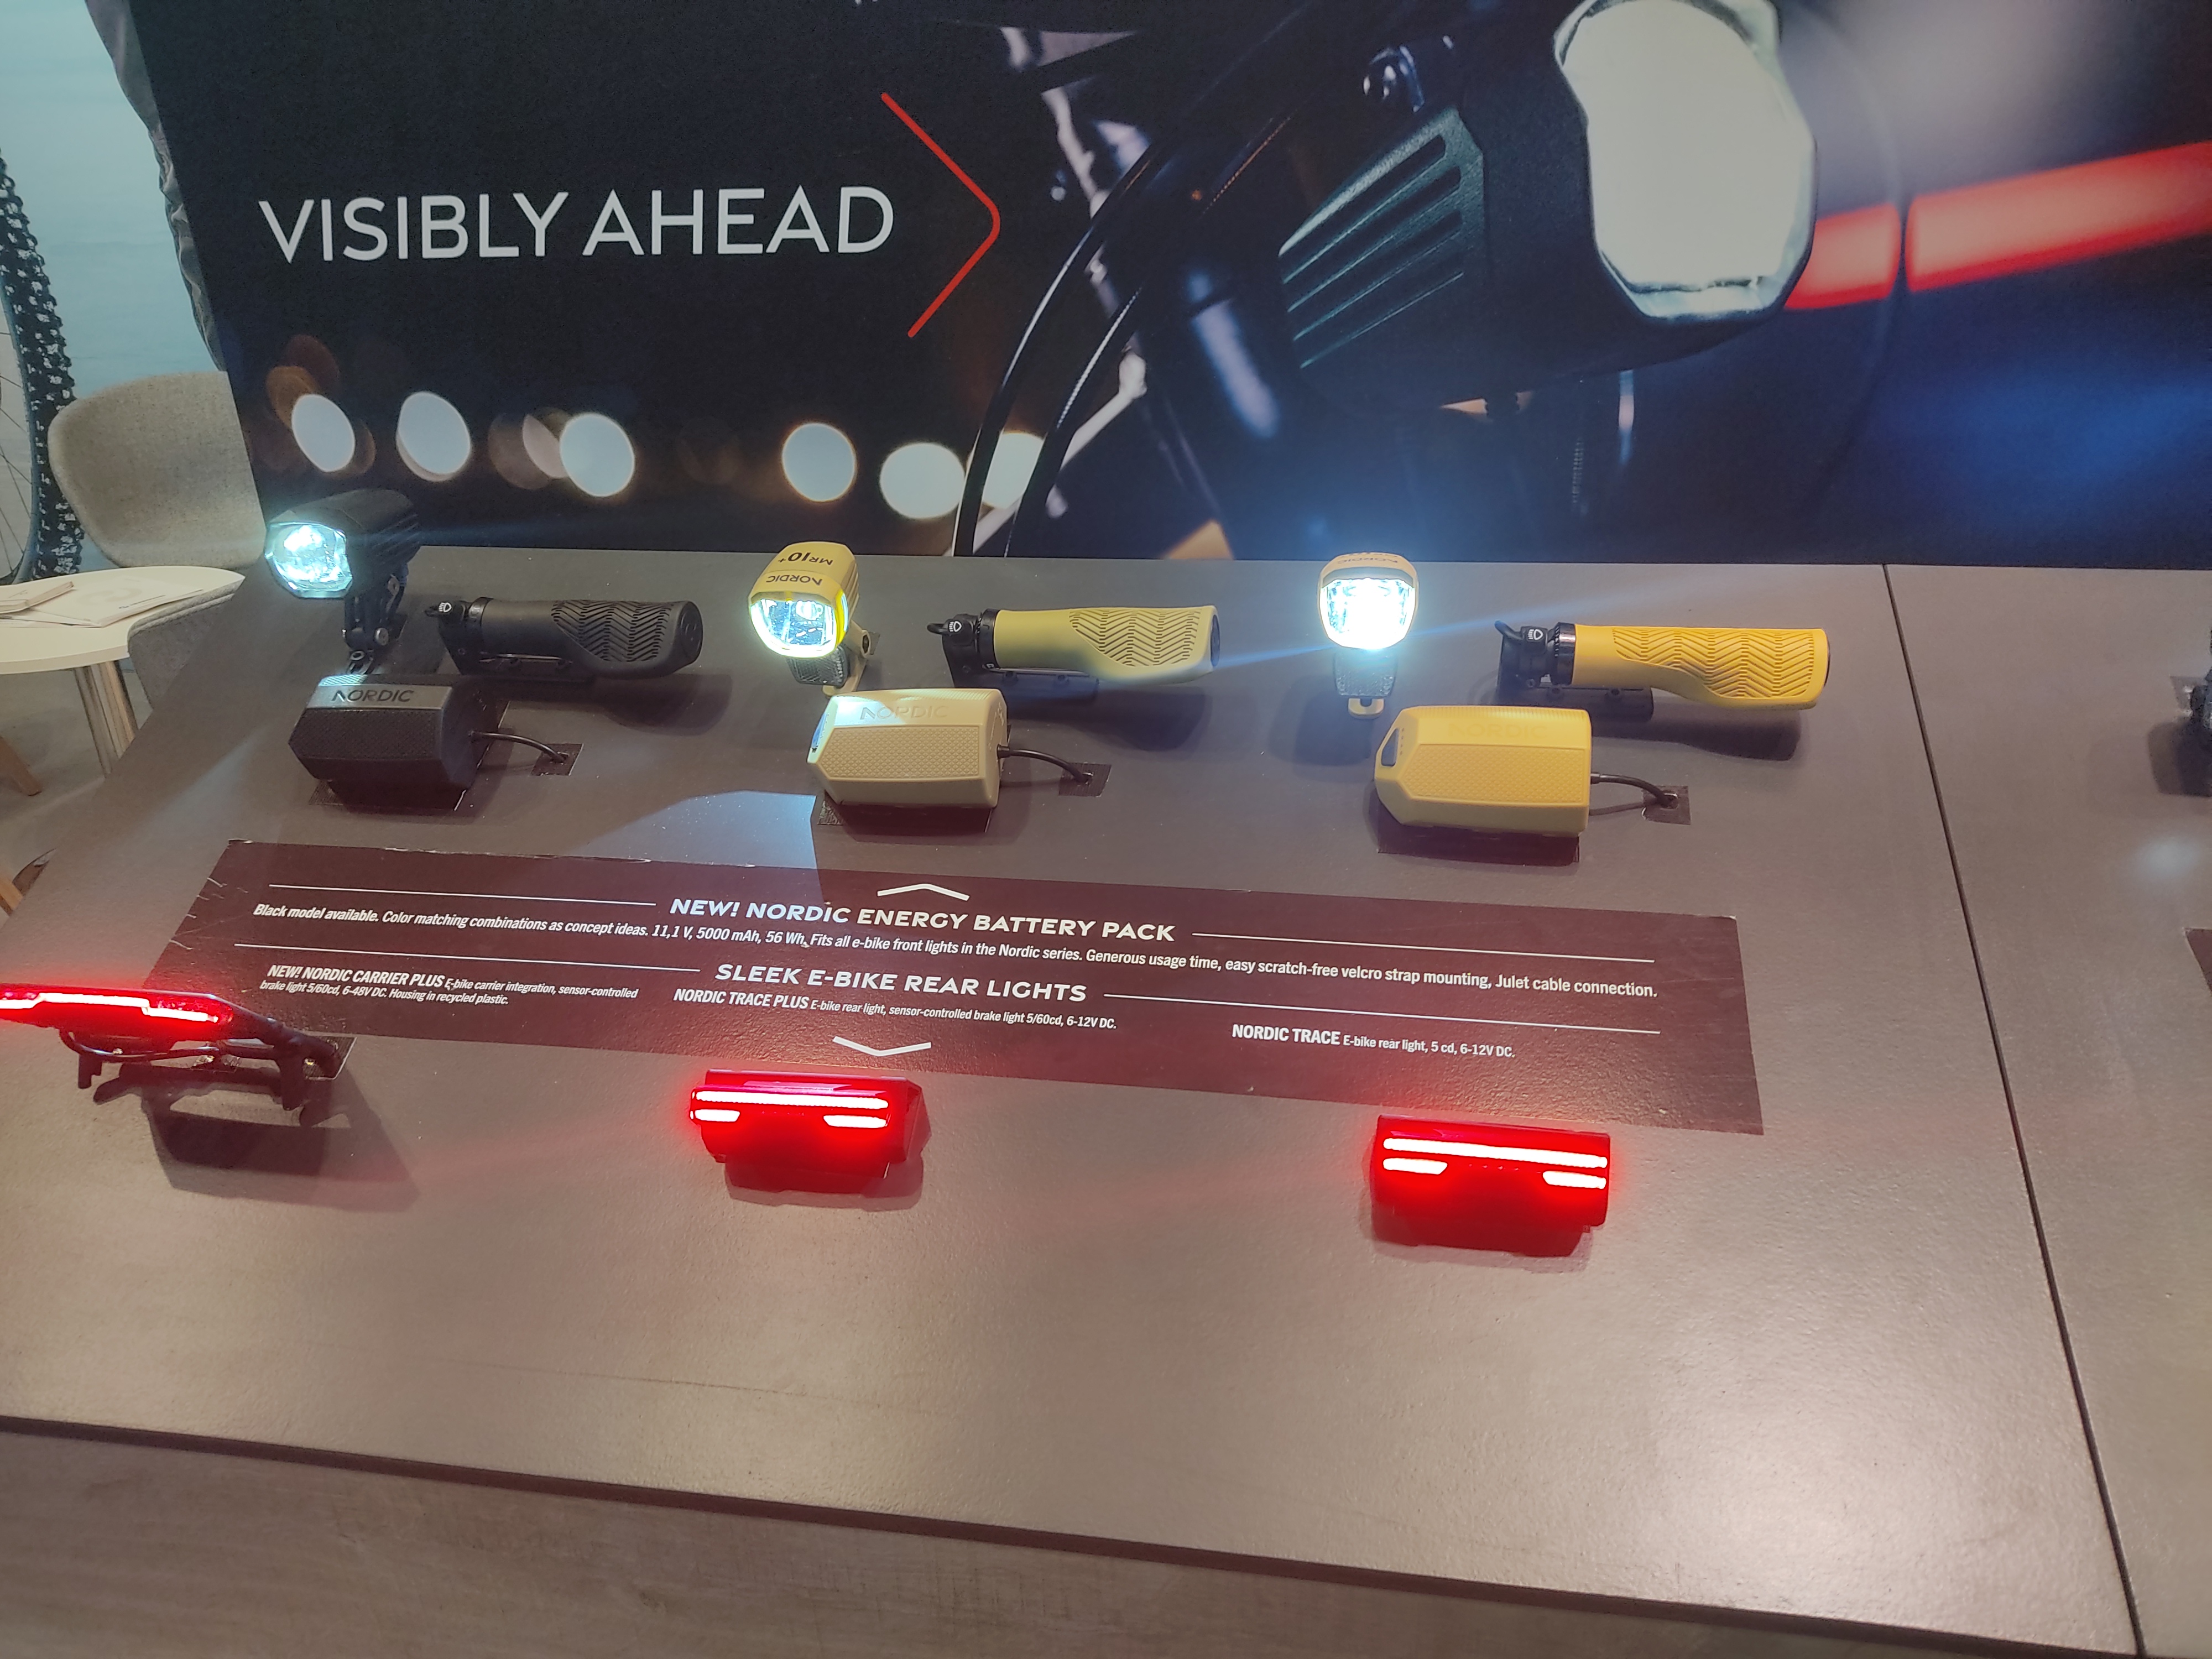 VISIBLY AHEAD
NORDIC
MR10+
NORDIC
NORDIC
NORDIC
NORDIC
NEW! NORDIC ENERGY BATTERY PACK
Black model available. Color matching combinations as concept ideas. 11,1 V, 5000 mAh, 56 Wh. Fits all e-bike front lights in the Nordic series. Generous usage time, easy scratch-free velcro strap mounting, Julet cable connection.
SLEEK E-BIKE REAR LIGHTS
NEW! NORDIC CARRIER PLUS E-bike carrier integration, sensor-controlled
brake light 5/60cd, 6-48V DC. Housing in recycled plastic.
NORDIC TRACE PLUS E-bike rear light, sensor-controlled brake light 5/60cd, 6-12V DC.
NORDIC TRACE E-bike rear light, 5 cd, 6-12V DC.